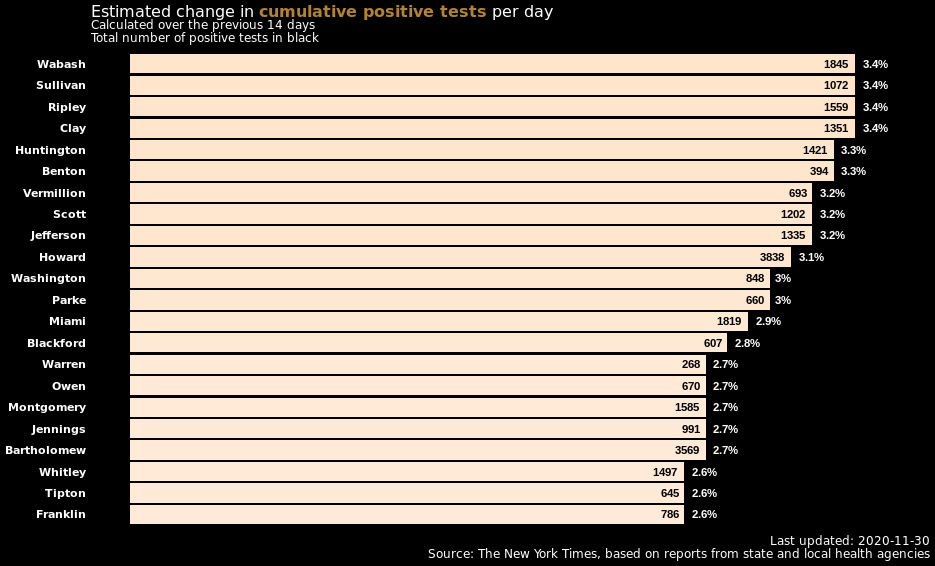 Estimated change in cumulative positive tests per day
Calculated over the previous 14 days
Total number of positive tests in black
Wabash 1845 3.4%
Sullivan 1072 3.4%
Ripley 1559 3.4%
Clay 1351 3.4%
Huntington 1421 3.3%
Benton 394 3.3%
Vermillion 693 3.2%
Scott 1202 3.2%
Jefferson 1335 3.2%
Howard 3838 3.1%
Washington 848 3%
Parke 660 3%
Miami 1819 2.9%
Blackford 607 2.8%
Warren 268 2.7%
Owen 670 2.7%
Montgomery 1585 2.7%
Jennings 991 2.7%
Bartholomew 3569 2.7%
Whitley 1497 2.6%
Tipton 645 2.6%
Franklin 786 2.6%
Last updated: 2020-11-30
Source: The New York Times, based on reports from state and local health agencies